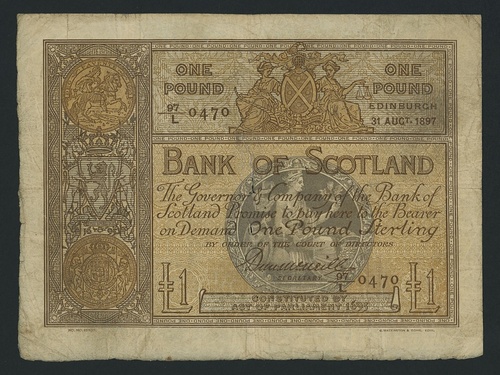 ONE POUND
97/L 0470
ONE POUND
EDINBURGH
31 AUGT. 1897
BANK OF SCOTLAND
The Governor & Company of the Bank of
Scotland Promise to pay here to the Bearer
on Demand One Pound Sterling
BY ORDER OF THE COURT OF DIRECTORS
97/L 0470
£1
£1
CONSTITUTED BY
ACT OF PARLIAMENT 1695